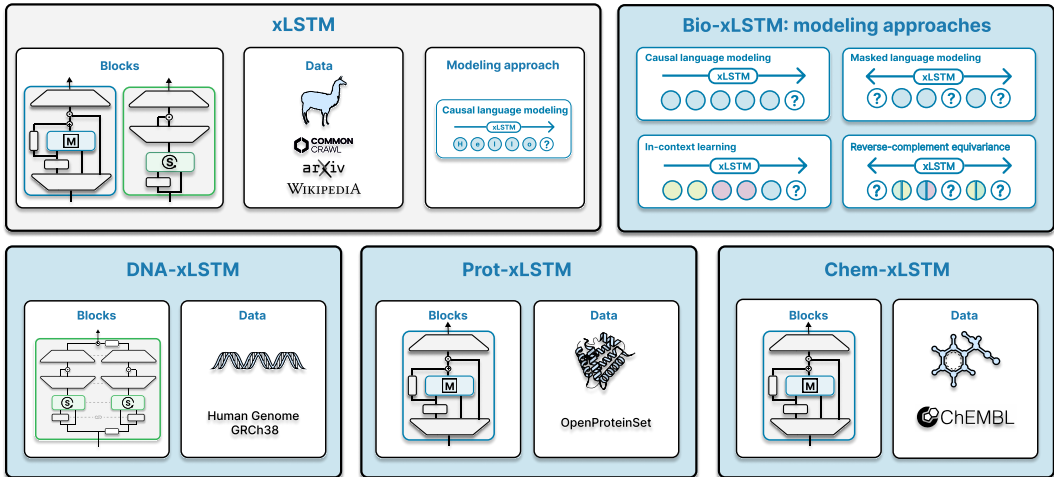 xLSTM
Blocks
M
S
Data
COMMON
CRAWL
arXiv
WIKIPEDIA
Modeling approach
Causal language modeling
xLSTM
H e l l o ?
Bio-xLSTM: modeling approaches
Causal language modeling
xLSTM
?
Masked language modeling
xLSTM
? ? ?
In-context learning
xLSTM
?
Reverse-complement equivariance
xLSTM
? ? ?
DNA-xLSTM
Blocks
S S
Data
Human Genome
GRCh38
Prot-xLSTM
Blocks
M
Data
OpenProteinSet
Chem-xLSTM
Blocks
M
Data
ChEMBL